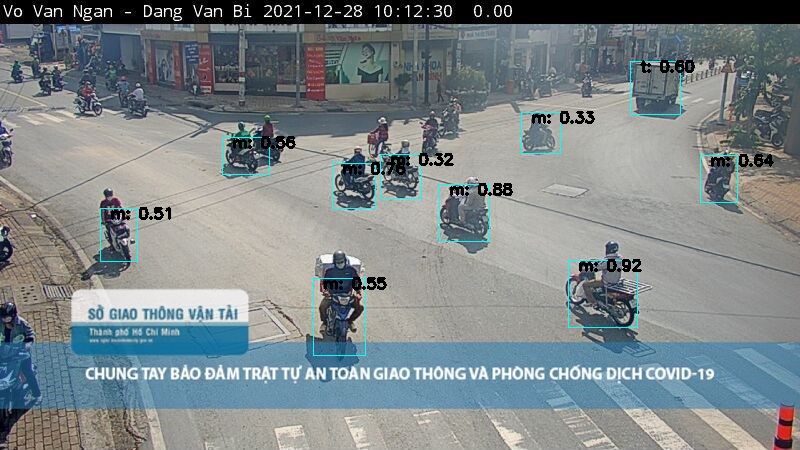 Vo Van Ngan - Dang Van Bi 2021-12-28 10:12:30 0.00
t: 0.60
m: 0.33
m: 0.56
m: 0.32
m: 0.76
m: 0.64
m: 0.88
m: 0.51
m: 0.92
m: 0.55
SỞ GIAO THÔNG VẬN TẢI
Thành phố Hồ Chí Minh
CHUNG TAY BẢO ĐẢM TRẬT TỰ AN TOÀN GIAO THÔNG VÀ PHÒNG CHỐNG DỊCH COVID-19